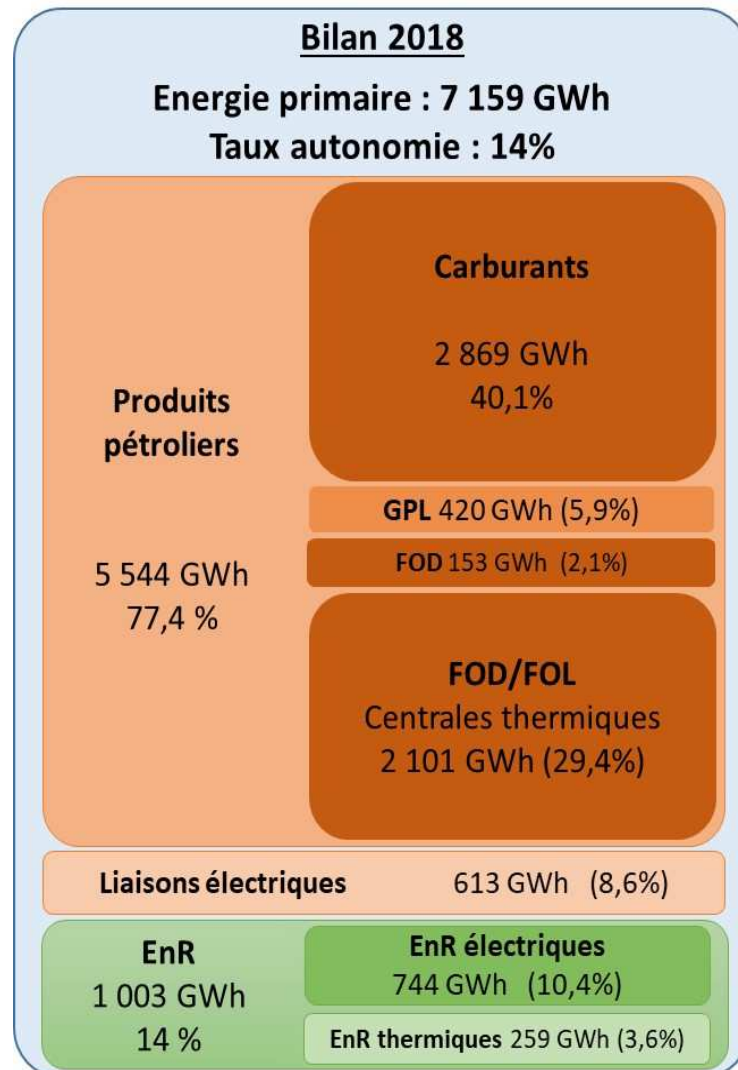 Bilan 2018
Energie primaire : 7 159 GWh
Taux autonomie : 14%
Produits
pétroliers
5 544 GWh
77,4 %
Carburants
2 869 GWh
40,1%
GPL 420 GWh (5,9%)
FOD 153 GWh (2,1%)
FOD/FOL
Centrales thermiques
2 101 GWh (29,4%)
Liaisons électriques 613 GWh (8,6%)
EnR
1 003 GWh
14 %
EnR électriques
744 GWh (10,4%)
EnR thermiques 259 GWh (3,6%)